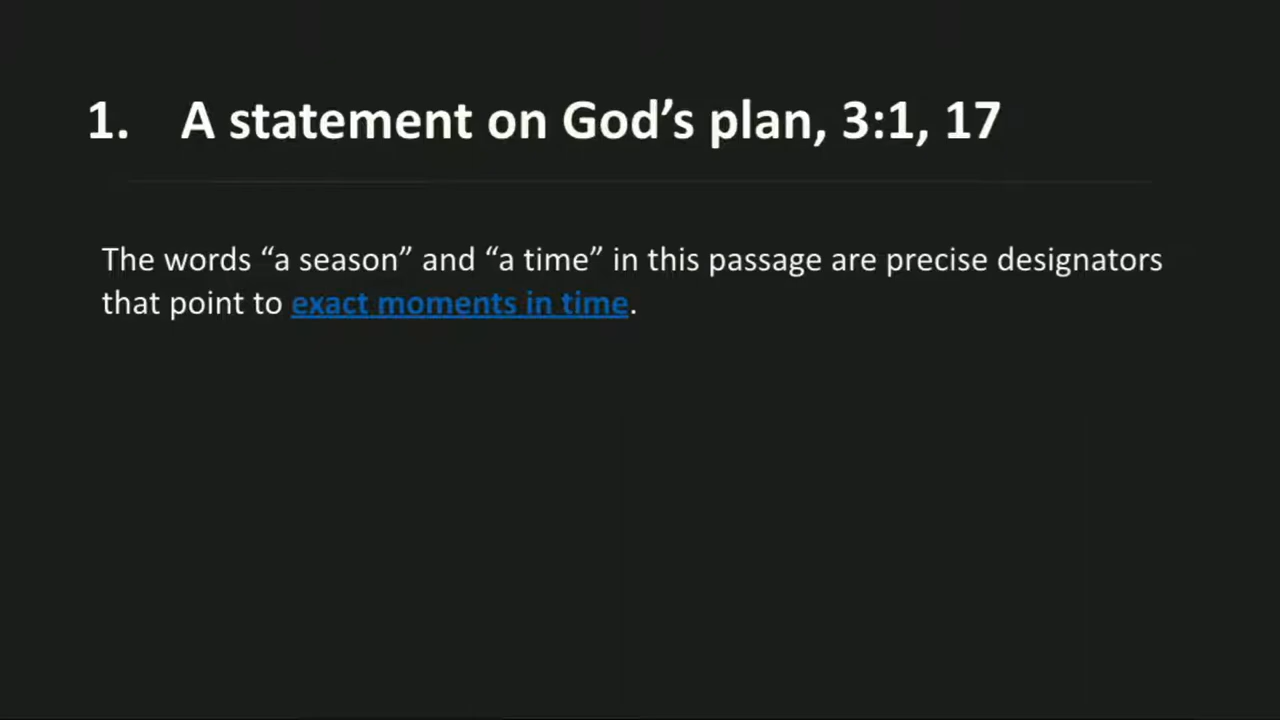 1. A statement on God’s plan, 3:1, 17
The words “a season” and “a time” in this passage are precise designators
that point to exact moments in time.